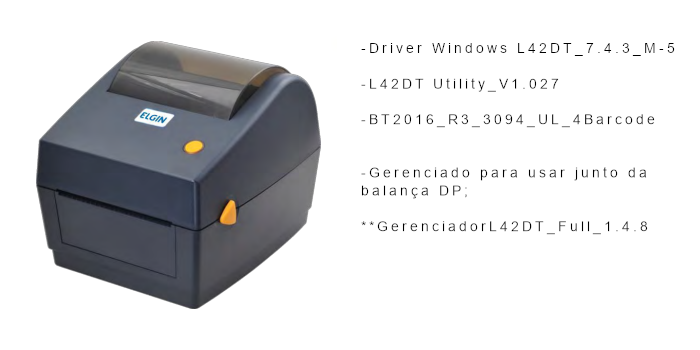 ELGIN
-Driver Windows L42DT_7.4.3_M-5
-L42DT Utility_V1.027
-BT2016_R3_3094_UL_4Barcode
-Gerenciado para usar junto da
balança DP;
**GerenciadorL42DT_Full_1.4.8